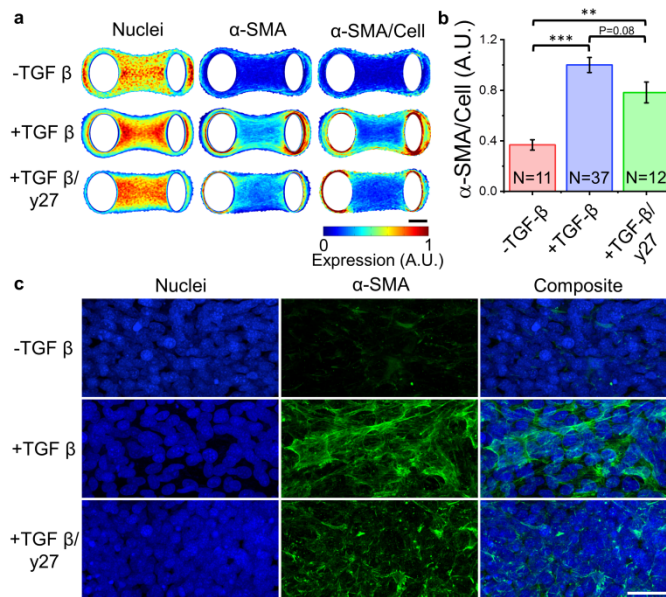 a
Nuclei
α-SMA
α-SMA/Cell
-TGF β
+TGF β
+TGF β/
y27
0
1
Expression (A.U.)
b
**
***
P=0.08
α-SMA/Cell (A.U.)
1.2
0.8
0.4
0.0
N=11
N=37
N=12
-TGF-β
+TGF-β
+TGF-β/
y27
c
Nuclei
α-SMA
Composite
-TGF β
+TGF β
+TGF β/
y27